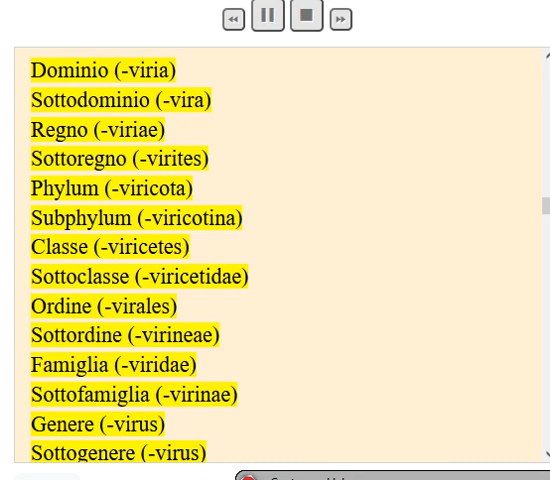 Dominio (-viria)
Sottodominio (-vira)
Regno (-viriae)
Sottoregno (-virites)
Phylum (-viricota)
Subphylum (-viricotina)
Classe (-viricetes)
Sottoclasse (-viricetidae)
Ordine (-virales)
Sottordine (-virineae)
Famiglia (-viridae)
Sottofamiglia (-virinae)
Genere (-virus)
Sottogenere (-virus)